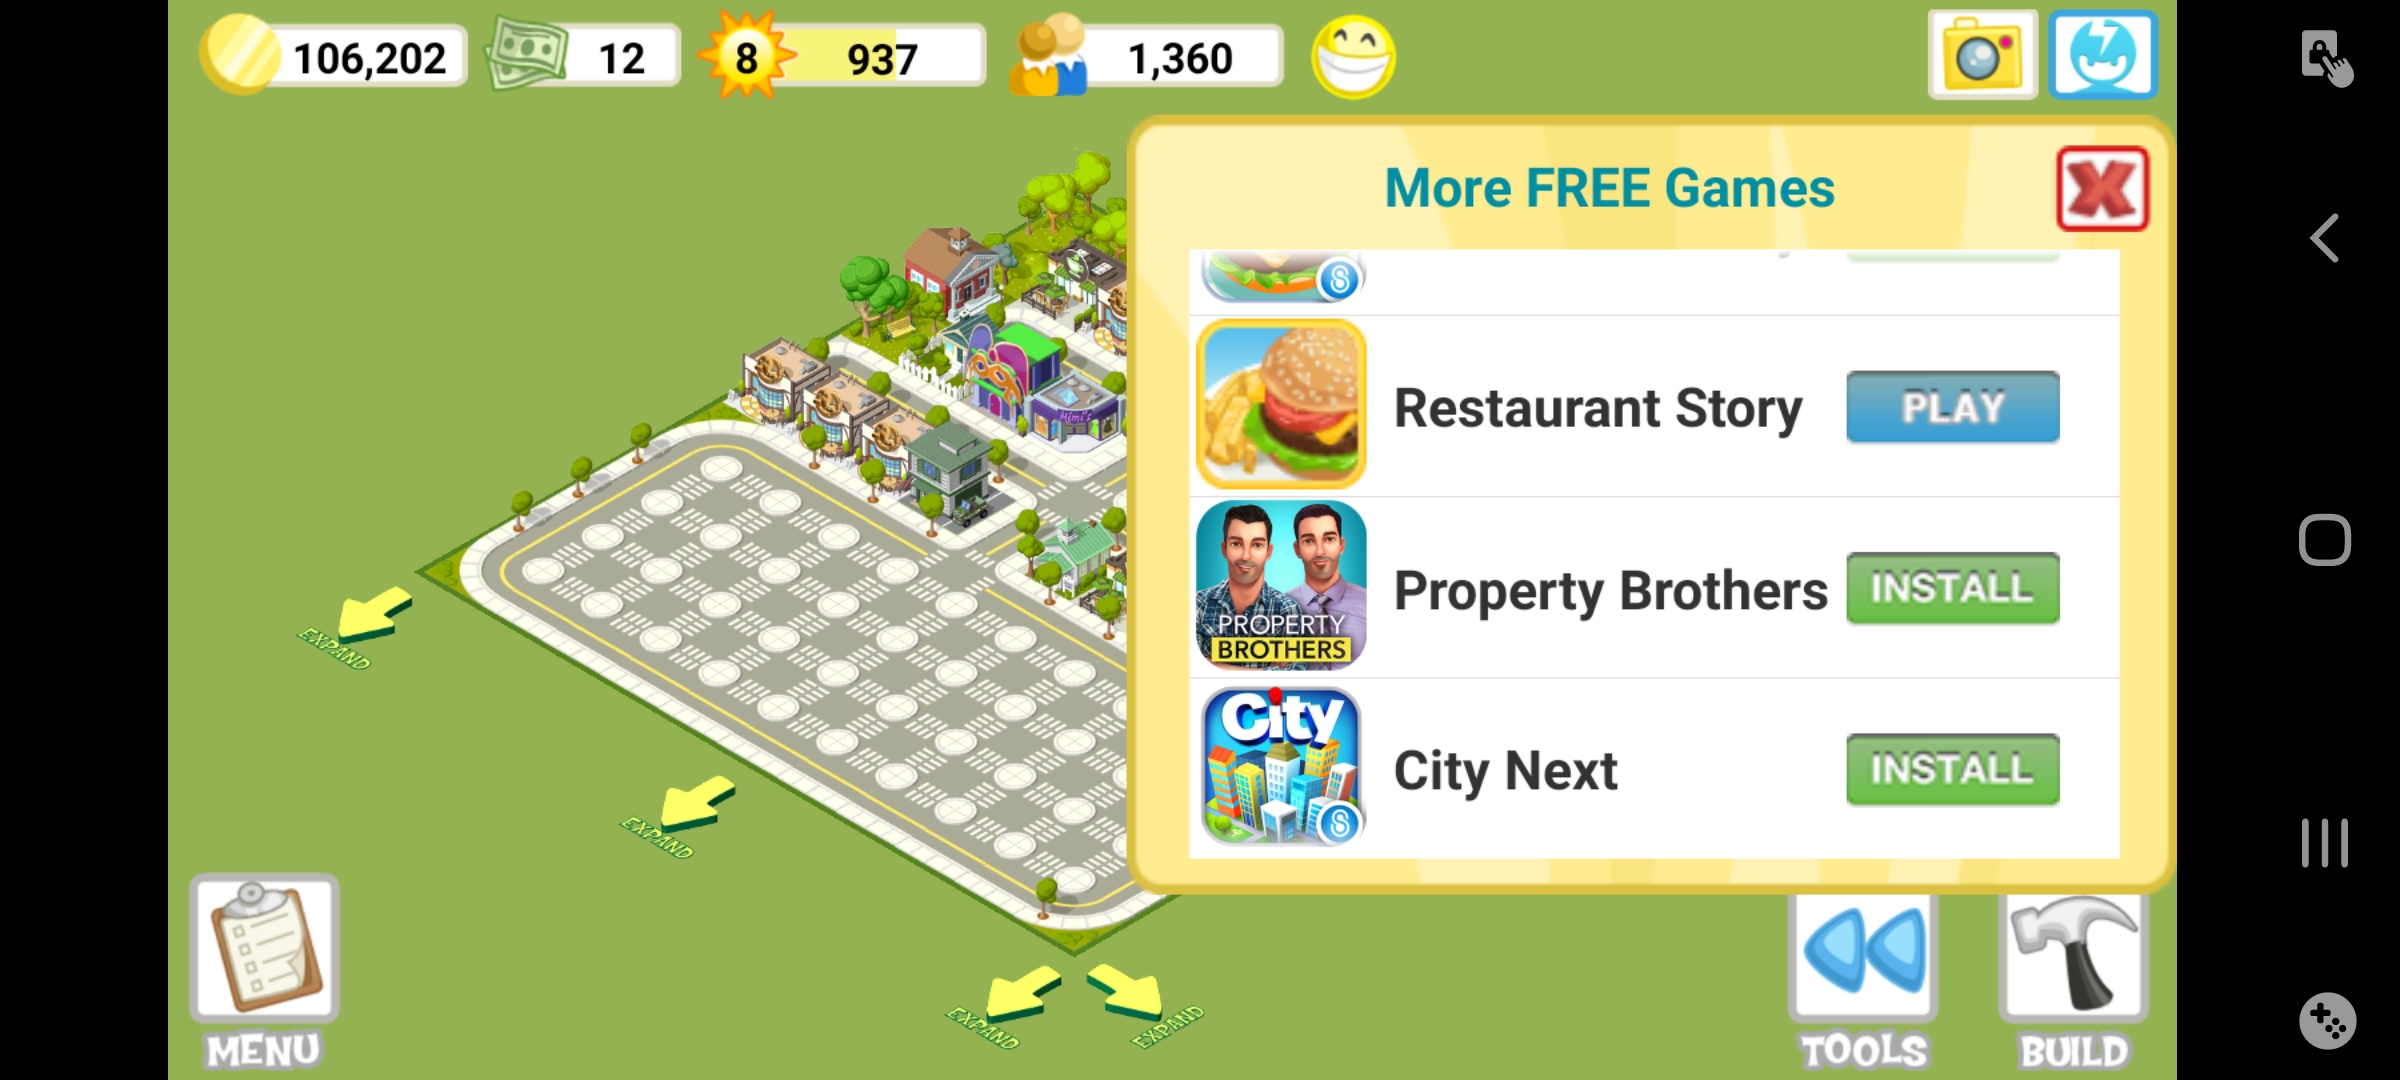 106,202
12
8
937
1,360
More FREE Games
Restaurant Story
PLAY
PROPERTY
BROTHERS
Property Brothers
INSTALL
City
City Next
INSTALL
Mimi's
EXPAND
EXPAND
EXPAND
EXPAND
MENU
TOOLS
BUILD